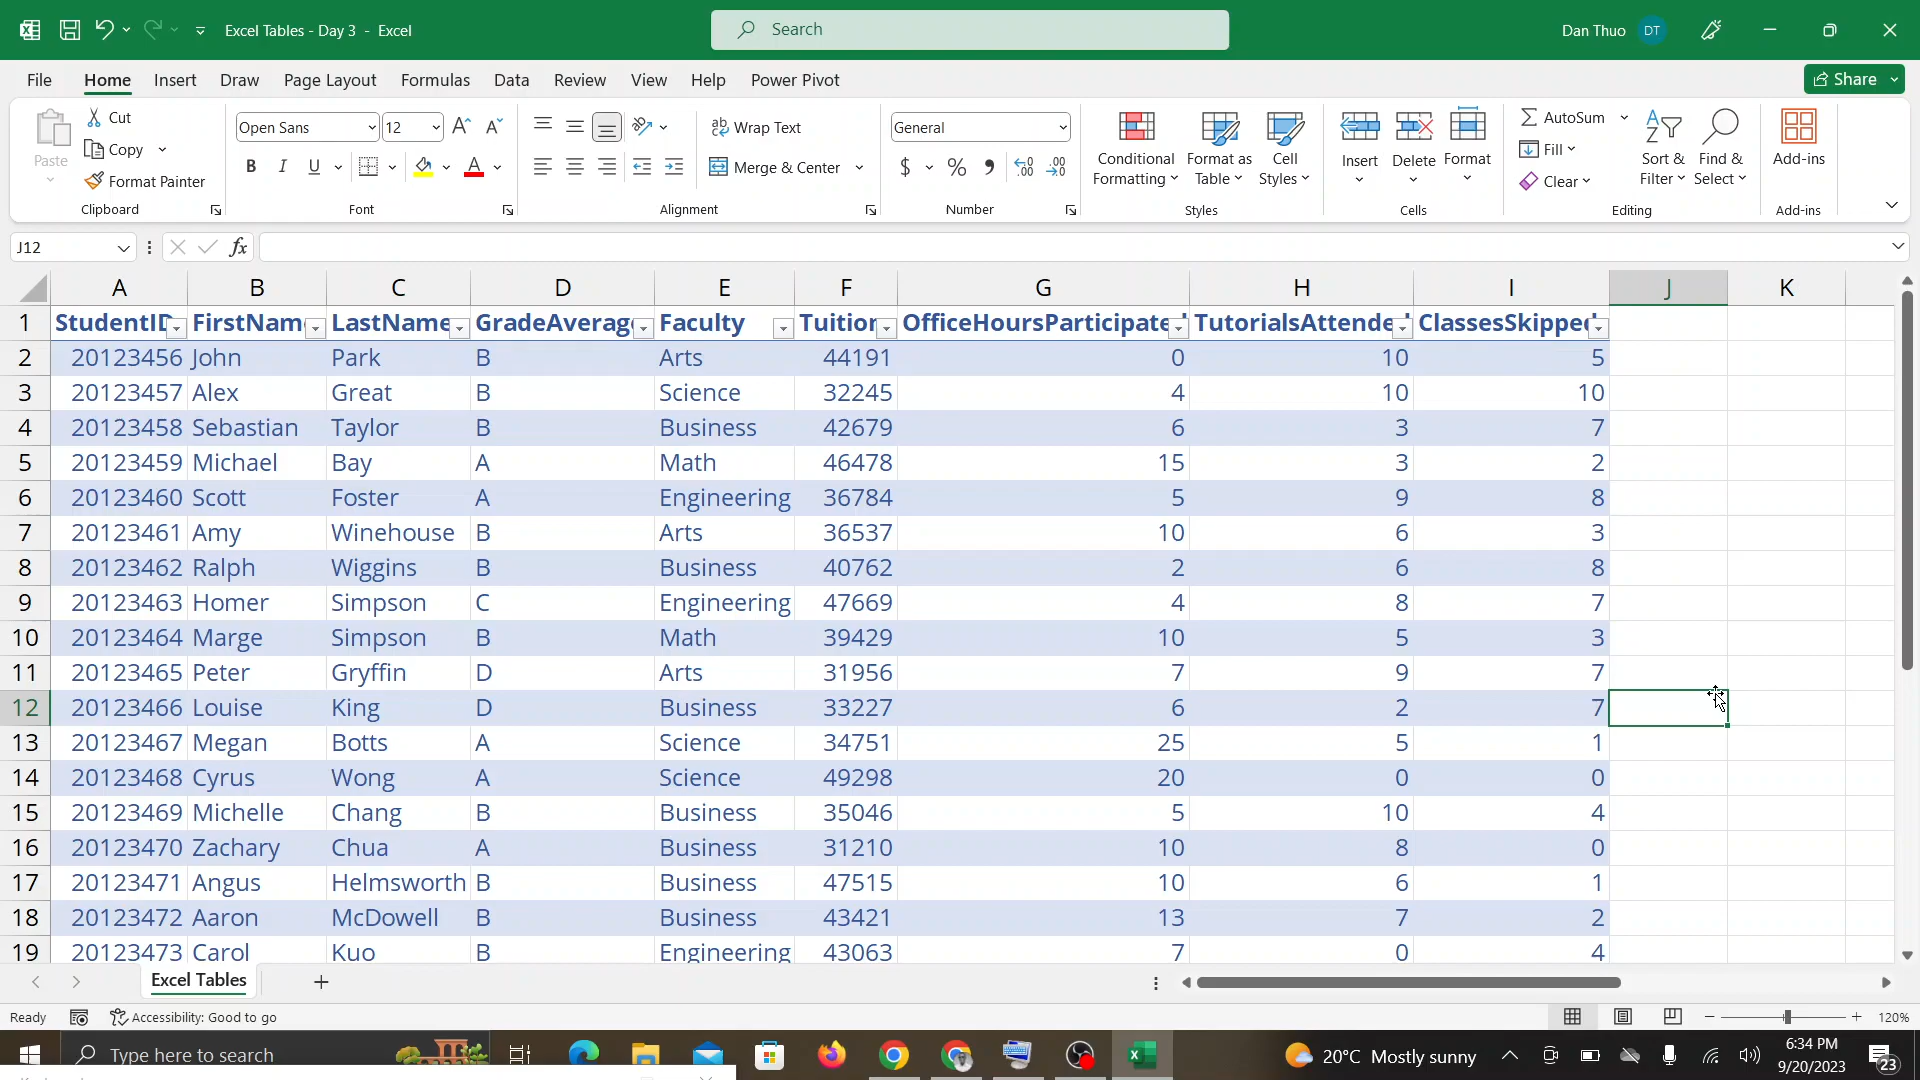 Excel Tables - Day 3 - Excel
Search
Dan Thuo DT
File Home Insert Draw Page Layout Formulas Data Review View Help Power Pivot
Share
Paste
Cut
Copy
Format Painter
Clipboard
Open Sans 12
B I U
Font
Wrap Text
Merge & Center
Alignment
General
$ % 9
Number
Conditional Formatting
Format as Table
Cell Styles
Styles
Insert Delete Format
Cells
AutoSum
Fill
Clear
Sort & Filter
Find & Select
Editing
Add-ins
Add-ins
J12 fx
A B C D E F G H I J K
1 StudentID FirstNam LastName GradeAverag Faculty Tuition OfficeHoursParticipate TutorialsAttende ClassesSkipped
2 20123456 John Park B Arts 44191 0 10 5
3 20123457 Alex Great B Science 32245 4 10 10
4 20123458 Sebastian Taylor B Business 42679 6 3 7
5 20123459 Michael Bay A Math 46478 15 3 2
6 20123460 Scott Foster A Engineering 36784 5 9 8
7 20123461 Amy Winehouse B Arts 36537 10 6 3
8 20123462 Ralph Wiggins B Business 40762 2 6 8
9 20123463 Homer Simpson C Engineering 47669 4 8 7
10 20123464 Marge Simpson B Math 39429 10 5 3
11 20123465 Peter Gryffin D Arts 31956 7 9 7
12 20123466 Louise King D Business 33227 6 2 7
13 20123467 Megan Botts A Science 34751 25 5 1
14 20123468 Cyrus Wong A Science 49298 20 0 0
15 20123469 Michelle Chang B Business 35046 5 10 4
16 20123470 Zachary Chua A Business 31210 10 8 0
17 20123471 Angus Helmsworth B Business 47515 10 6 1
18 20123472 Aaron McDowell B Business 43421 13 7 2
19 20123473 Carol Kuo B Engineering 43063 7 0 4
Excel Tables
Ready Accessibility: Good to go 120%
Type here to search 20°C Mostly sunny 6:34 PM
9/20/2023 23